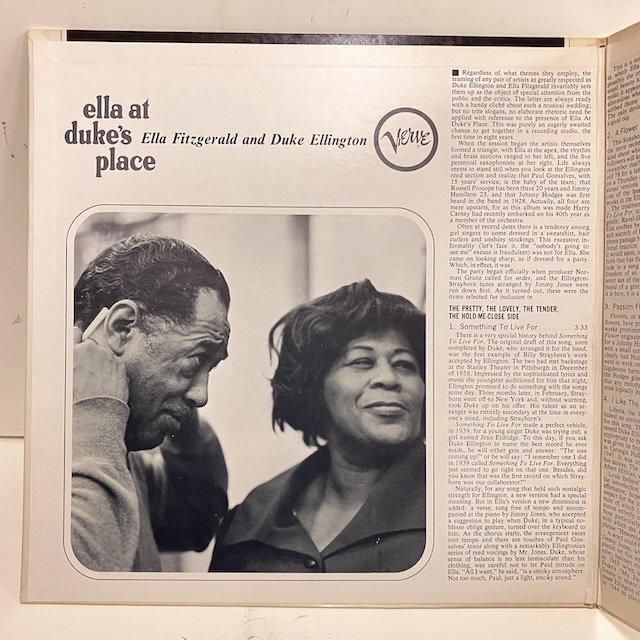 ella at
duke's
place
Ella Fitzgerald and Duke Ellington
Verve
Regardless of what themes they employ, the
teaming of any pair of artists as greatly respected as
Duke Ellington and Ella Fitzgerald invariably sets
them up as the object of special attention from the
public and the critics. The latter are always ready
with a handy cliché about such a musical wedding;
but no trite slogans, no elaborate rhetoric need be
applied with reference to the presence of Ella At
Duke's Place. This was purely an eagerly awaited
chance to get together in a recording studio, the
first time in eight years.
When the session began the artists themselves
formed a triangle, with Ella at the apex, the rhythm
and brass sections ranged to her left, and the five
perennial saxophonists at her right. Life always
seems to stand still when you look at the Ellington
reed section and realize that Paul Gonsalves, with
15 years' service, is the baby of the team; that
Russell Procope has been there 20 years and Jimmy
Hamilton 23, and that Johnny Hodges was first
heard in the band in 1928. Actually, all four are
mere upstarts, for as this album was made Harry
Carney had recently embarked on his 40th year as
a member of the orchestra.
Often at record dates there is a tendency among
girl singers to come dressed in a sweatshirt, hair
curlers and unshiny stockings. This excessive in-
formality (let's face it, the "nobody's going to
see me" excuse is fraudulent) was not for Ella. She
came on looking sharp, as if dressed for a party.
Which, in effect, it was.
The party began officially when producer Nor-
man Granz called for order, and the Ellington-
Strayhorn tunes arranged by Jimmy Jones were
run down first. As it turned out, these were the
items selected for inclusion in
THE PRETTY, THE LOVELY, THE TENDER,
THE HOLD-ME-CLOSE SIDE
1. Something To Live For 3:33
There is a very special history behind Something
To Live For. The original draft of this song, soon
completed by Duke, who arranged it for the band,
was the first example of Billy Strayhorn's work
accepted by Ellington. The two had met backstage
at the Stanley Theater in Pittsburgh in December
of 1938. Impressed by the sophisticated lyrics and
music the youngster auditioned for him that night,
Ellington promised to do something with the songs
some day. Three months later, in February, Stray-
horn went off to New York and, without warning,
took Duke up on his offer. His talent as an ar-
ranger was entirely secondary at the time in every-
one's mind, including Strayhorn's.
Something To Live For made a perfect vehicle,
in 1939, for a young singer Duke was trying out, a
girl named Jean Eldridge. To this day, if you ask
Duke Ellington to name the best record he ever
made, he will either grin and answer: "The one
coming up!" or he will say: "I remember one I did
in 1939 called Something To Live For. Everything
just seemed to go right on that one. Besides, did
you know that was the first record on which Stray-
horn was our collaborator?"
Naturally, for any song that held such nostalgic
strength for Ellington, a new version had a special
meaning. But in Ella's version a new dimension is
added: a verse, sung free of tempo and accom-
panied at the piano by Jimmy Jones, who accepted
a suggestion to play when Duke, in a typical no-
blesse oblige gesture, turned over the keyboard to
him. As the chorus starts, the arrangement eases
into tempo and there are touches of Paul Gon-
salves' tenor along with a remarkably Ellingtonian
series of reed voicings by Mr. Jones. Duke, whose
sense of balance is no less immaculate than his
clothing, was careful not to let Paul intrude on
Ella. "All I want," he said, "is a smoky atmosphere.
Not too much, Paul; just a light, smoky sound."
2. A Flower
3. Passion Fl
4. I Like The